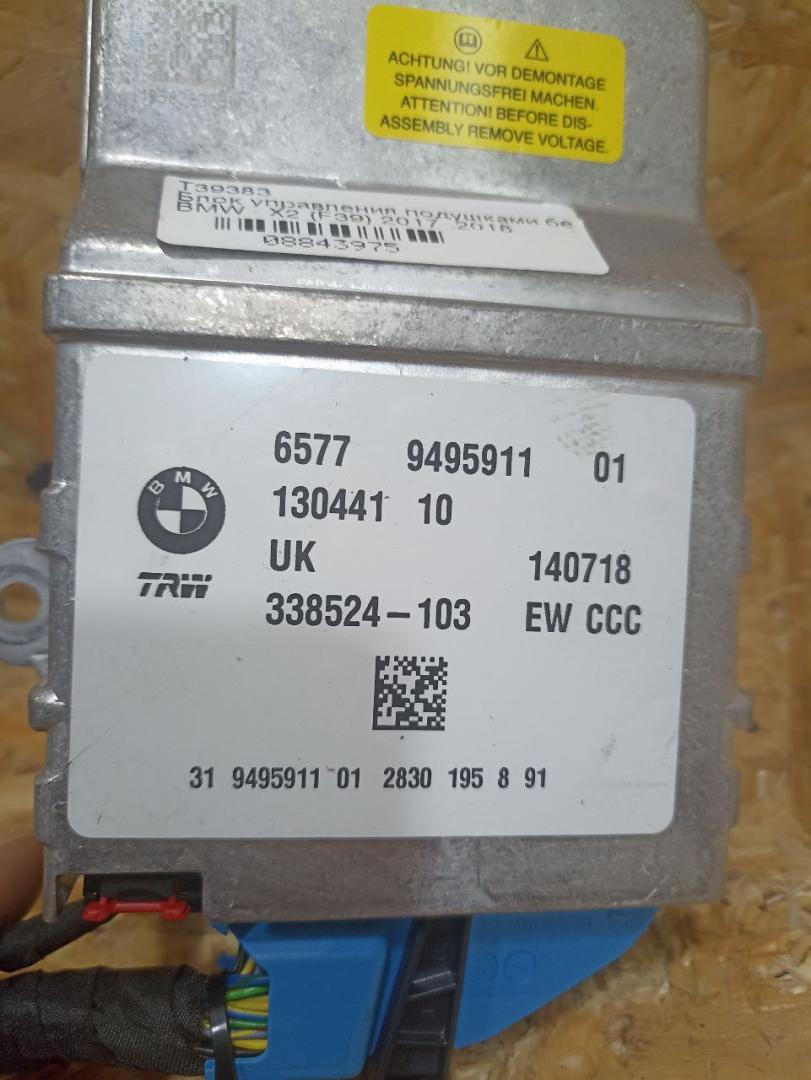 ACHTUNG! VOR DEMONTAGE
SPANNUNGSFREI MACHEN.
ATTENTION! BEFORE DIS-
ASSEMBLY REMOVE VOLTAGE.
T39383
Блок управления подушками бе
BMW - X2 (F39) 2017 2018
08843975
6577 9495911 01
BMW
130441 10
UK 140718
TRW
338524-103 EW CCC
31 9495911 01 2830 195 8 91